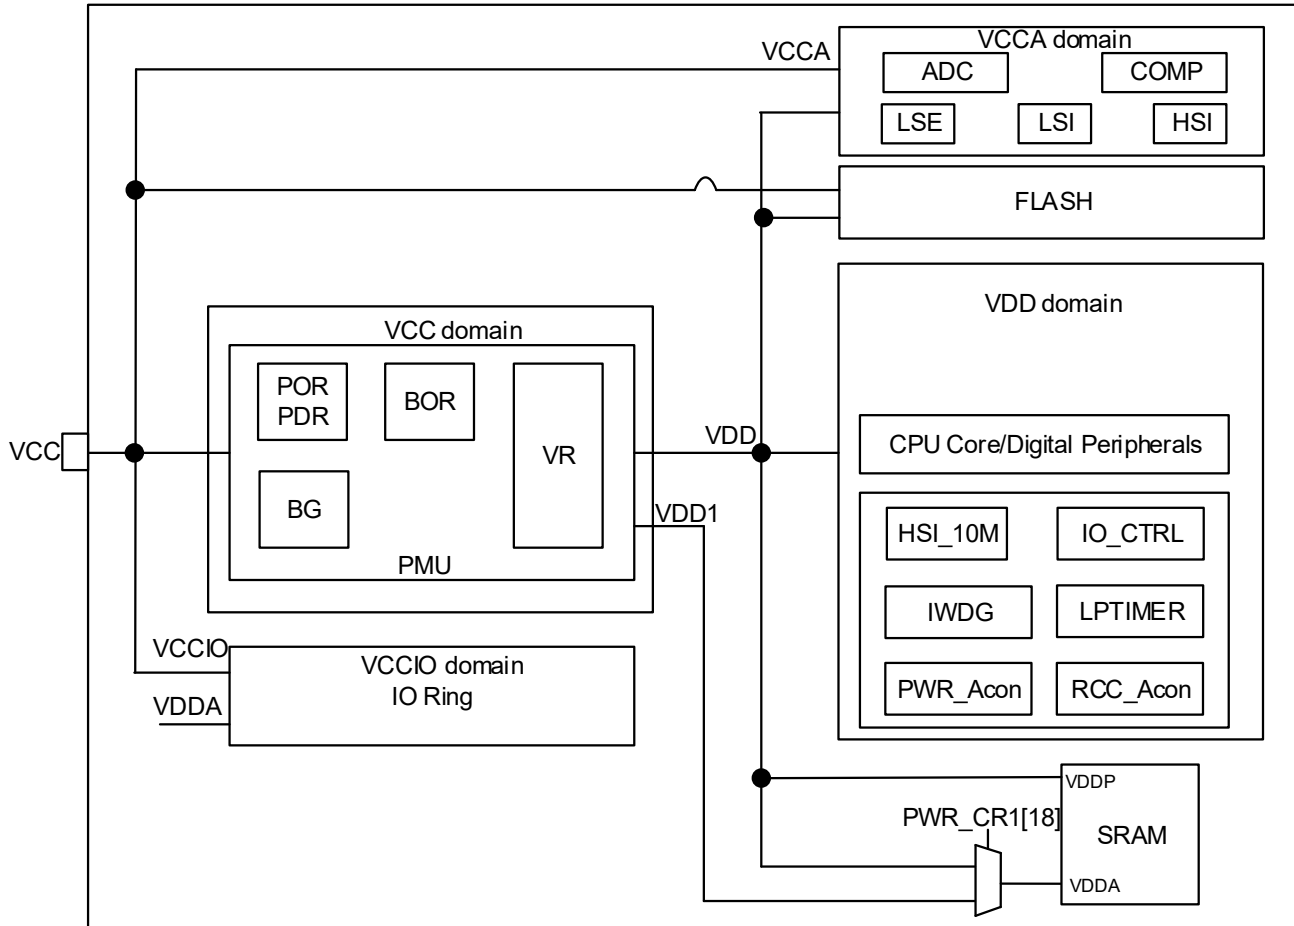 VCCA
VCCA domain
ADC
COMP
LSE
LSI
HSI
FLASH
VDD domain
VCC domain
POR
PDR
BOR
VR
BG
PMU
VCC
VDD
VDD1
CPU Core/Digital Peripherals
HSI_10M
IO_CTRL
IWDG
LPTIMER
PWR_Acon
RCC_Acon
VCCIO
VCCIO domain
IO Ring
VDDA
VDDP
PWR_CR1[18]
SRAM
VDDA